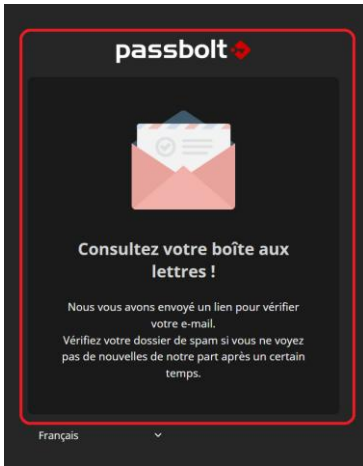 passbolt
Consultez votre boîte aux
lettres !
Nous vous avons envoyé un lien pour vérifier
votre e-mail.
Vérifiez votre dossier de spam si vous ne voyez
pas de nouvelles de notre part après un certain
temps.
Français